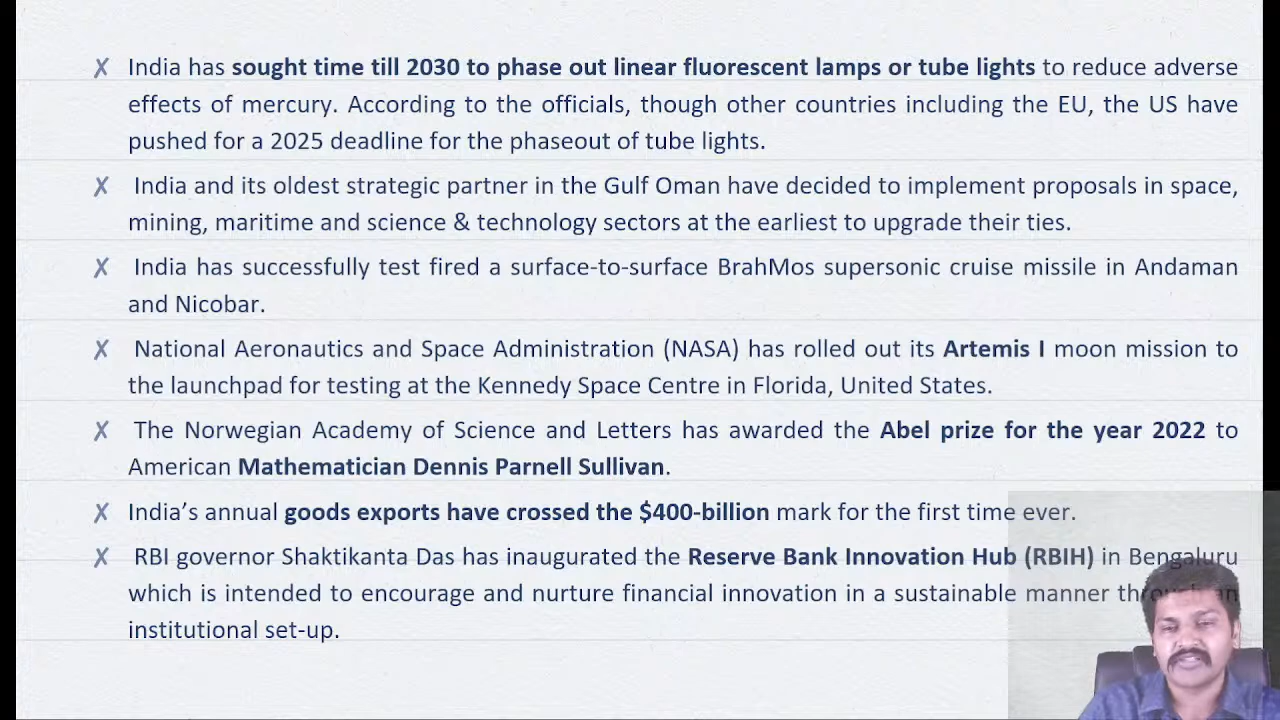 ✗ India has sought time till 2030 to phase out linear fluorescent lamps or tube lights to reduce adverse
effects of mercury. According to the officials, though other countries including the EU, the US have
pushed for a 2025 deadline for the phaseout of tube lights.
✗ India and its oldest strategic partner in the Gulf Oman have decided to implement proposals in space,
mining, maritime and science & technology sectors at the earliest to upgrade their ties.
✗ India has successfully test fired a surface-to-surface BrahMos supersonic cruise missile in Andaman
and Nicobar.
✗ National Aeronautics and Space Administration (NASA) has rolled out its Artemis I moon mission to
the launchpad for testing at the Kennedy Space Centre in Florida, United States.
✗ The Norwegian Academy of Science and Letters has awarded the Abel prize for the year 2022 to
American Mathematician Dennis Parnell Sullivan.
✗ India’s annual goods exports have crossed the $400-billion mark for the first time ever.
✗ RBI governor Shaktikanta Das has inaugurated the Reserve Bank Innovation Hub (RBIH) in Bengaluru
which is intended to encourage and nurture financial innovation in a sustainable manner through an
institutional set-up.